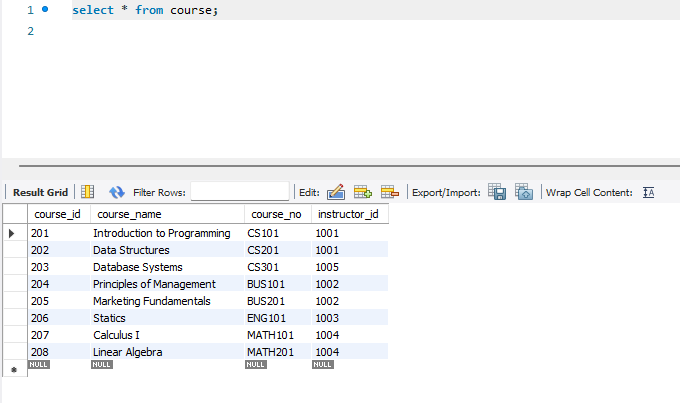 1 select * from course;
2
Result Grid Filter Rows: Edit: Export/Import: Wrap Cell Content:
course_id course_name course_no instructor_id
201 Introduction to Programming CS101 1001
202 Data Structures CS201 1001
203 Database Systems CS301 1005
204 Principles of Management BUS101 1002
205 Marketing Fundamentals BUS201 1002
206 Statics ENG101 1003
207 Calculus I MATH101 1004
208 Linear Algebra MATH201 1004
NULL NULL NULL NULL